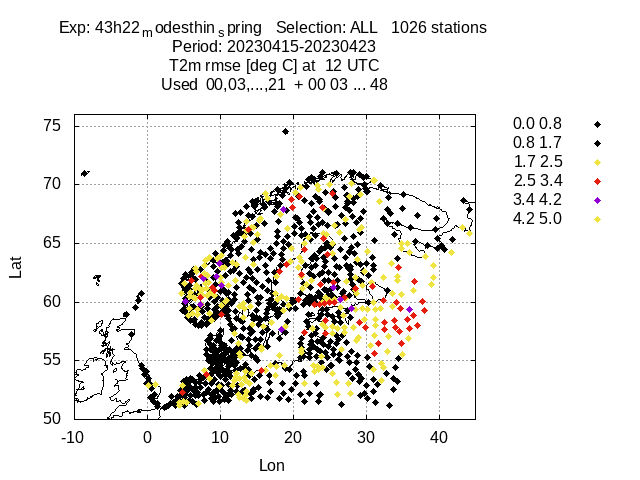 Exp: 43h22modesthinspring Selection: ALL 1026 stations
Period: 20230415-20230423
T2m rmse [deg C] at 12 UTC
Used 00,03,...,21 + 00 03 ... 48
0.0 0.8
0.8 1.7
1.7 2.5
2.5 3.4
3.4 4.2
4.2 5.0
75
70
65
60
55
50
Lat
-10 0 10 20 30 40
Lon